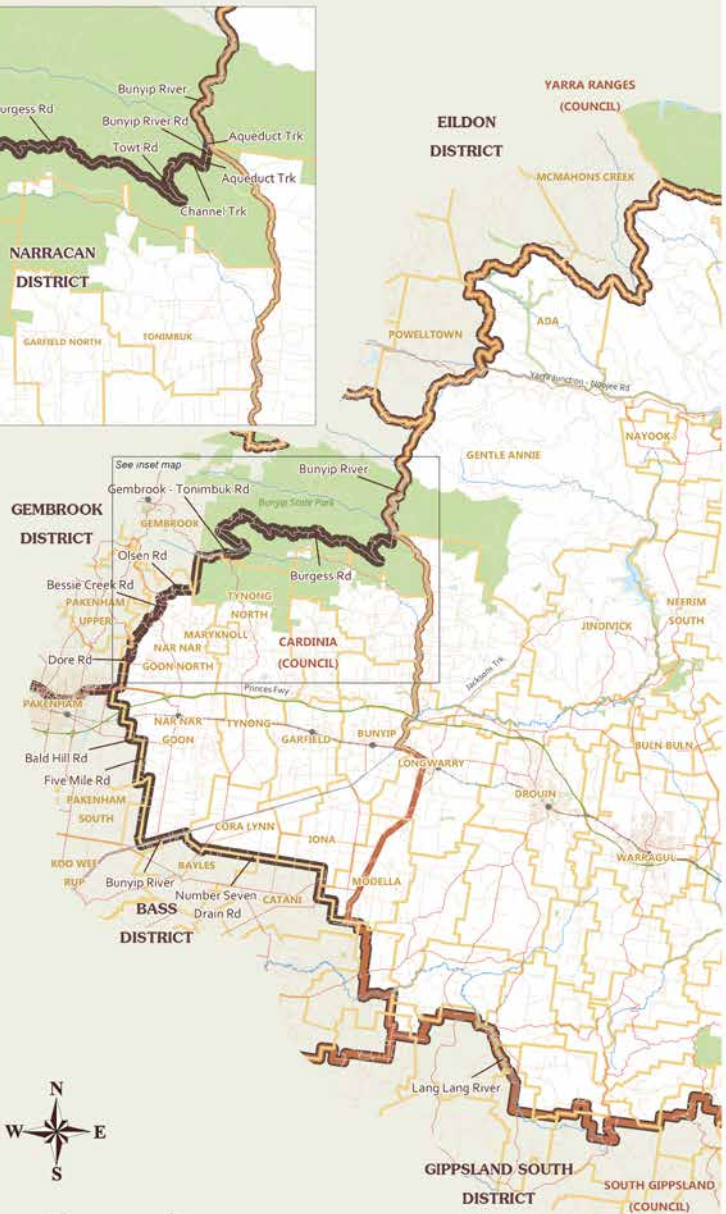 Bunyip River
Bunyip River Rd
Towt Rd
Aqueduct Trk
Aqueduct Trk
Channel Trk
urgess Rd
NARRACAN
DISTRICT
GARFIELD NORTH
TONIMBUK
YARRA RANGES
(COUNCIL)
EILDON
DISTRICT
MCMAHONS CREEK
ADA
POWELLTOWN
Yarra Junction - Noojee Rd
NAYOOK
GENTLE ANNIE
See inset map
Bunyip River
Gembrook - Tonimbuk Rd
Bunyip State Park
GEMBROOK
DISTRICT
GEMBROOK
Olsen Rd
Burgess Rd
Bessie Creek Rd
PAKENHAM
UPPER
TYNONG
NORTH
MARYKNOLL
NAR NAR
GOON NORTH
CARDINIA
(COUNCIL)
JINDIVICK
NEERIM
SOUTH
Dore Rd
Princes Fwy
Jacksons Trk
PAKENHAM
NAR NAR
GOON
TYNONG
GARFIELD
BUNYIP
LONGWARRY
BULN BULN
Bald Hill Rd
Five Mile Rd
DROUIN
PAKENHAM
SOUTH
CORA LYNN
IONA
WARRAGUL
KOO WEE
RUP
BAYLES
Bunyip River
Number Seven
Drain Rd
CATANI
MODELLA
BASS
DISTRICT
Lang Lang River
N
W
E
S
GIPPSLAND SOUTH
DISTRICT
SOUTH GIPPSLAND
(COUNCIL)